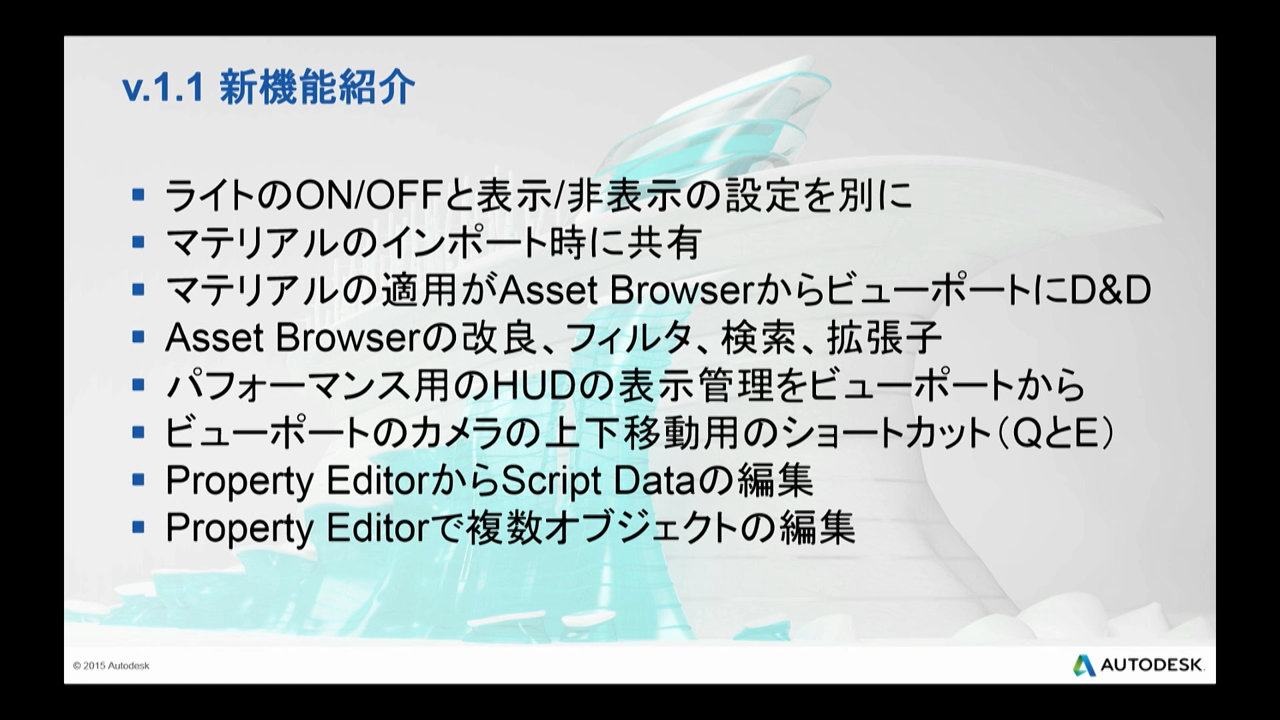 v.1.1 新機能紹介
▪ ライトのON/OFFと表示/非表示の設定を別に
▪ マテリアルのインポート時に共有
▪ マテリアルの適用がAsset BrowserからビューポートにD&D
▪ Asset Browserの改良、フィルタ、検索、拡張子
▪ パフォーマンス用のHUDの表示管理をビューポートから
▪ ビューポートのカメラの上下移動用のショートカット（QとE）
▪ Property EditorからScript Dataの編集
▪ Property Editorで複数オブジェクトの編集
© 2015 Autodesk
AUTODESK.